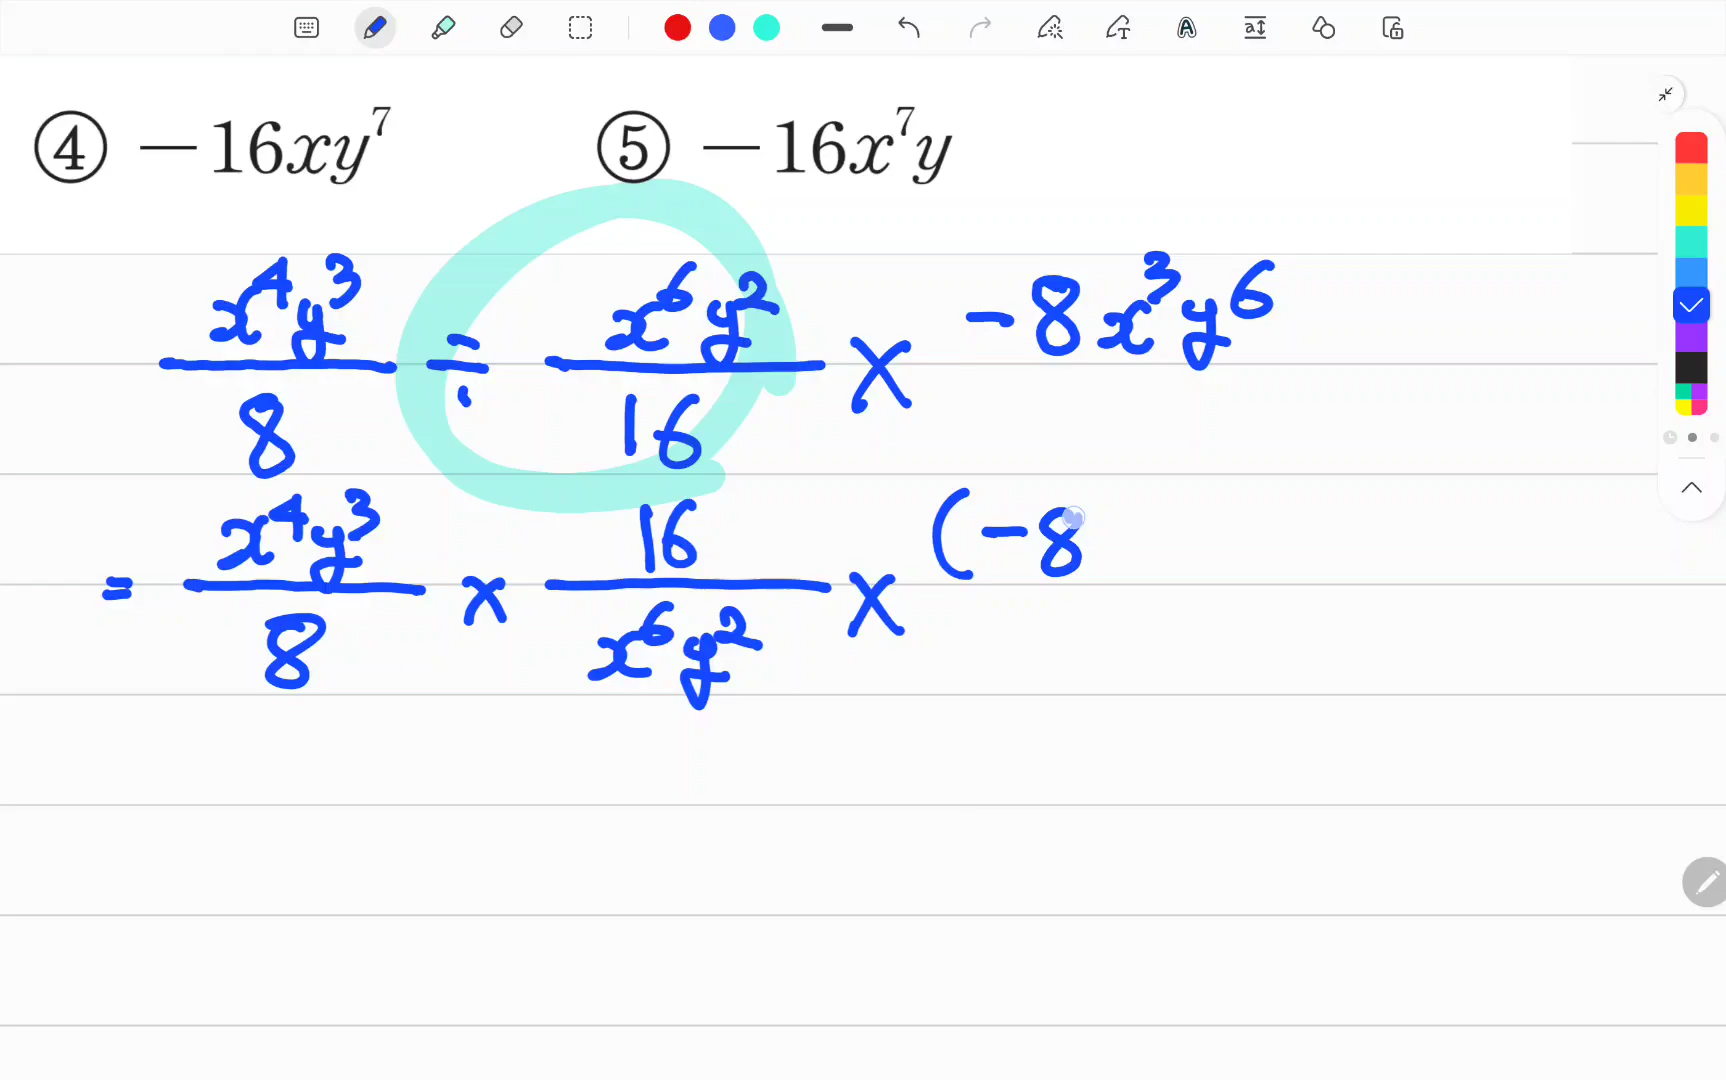 ④ −16xy⁷ ⑤ −16x⁷y
x⁴y³/8 ÷ x⁶y²/16 × −8x³y⁶
= x⁴y³/8 × 16/x⁶y² × (−8